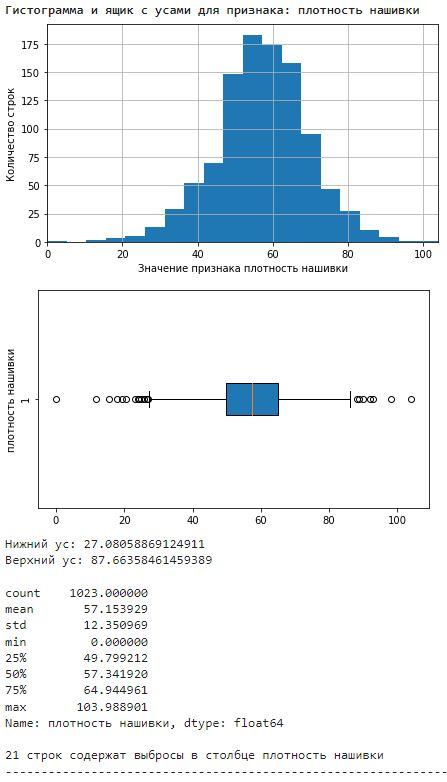 Гистограмма и ящик с усами для признака: плотность нашивки
175
150
125
100
75
50
25
0
Количество строк
0 20 40 60 80 100
Значение признака плотность нашивки
плотность нашивки
1
0 20 40 60 80 100
Нижний ус: 27.08058869124911
Верхний ус: 87.66358461459389
count 1023.000000
mean 57.153929
std 12.350969
min 0.000000
25% 49.799212
50% 57.341920
75% 64.944961
max 103.988901
Name: плотность нашивки, dtype: float64
21 строк содержат выбросы в столбце плотность нашивки
--------------------------------------------------------------